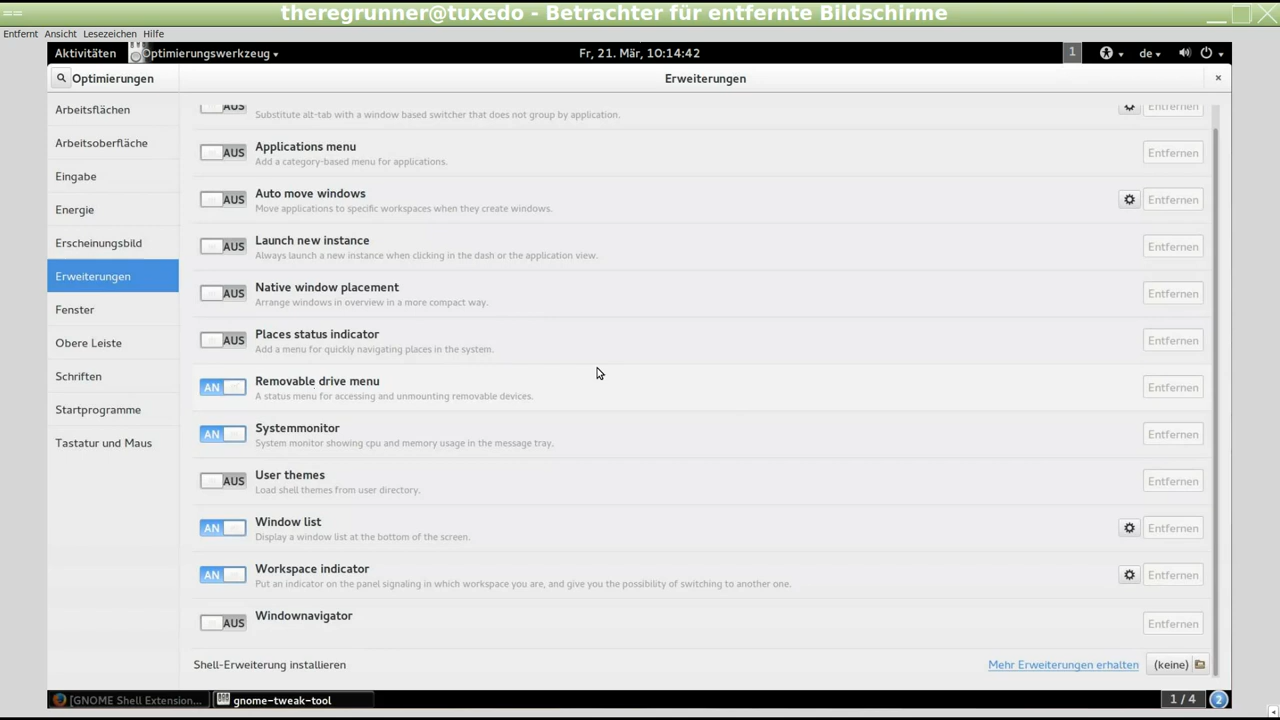 theregrunner@tuxedo - Betrachter für entfernte Bildschirme
Entfernt Ansicht Lesezeichen Hilfe
Aktivitäten Optimierungswerkzeug Fr, 21. Mär, 10:14:42 1 de
Optimierungen Erweiterungen ×
Arbeitsflächen
Arbeitsoberfläche
Eingabe
Energie
Erscheinungsbild
Erweiterungen
Fenster
Obere Leiste
Schriften
Startprogramme
Tastatur und Maus
AUS Entfernen
Substitute alt-tab with a window based switcher that does not group by application.
AUS Applications menu Entfernen
Add a category-based menu for applications.
AUS Auto move windows Entfernen
Move applications to specific workspaces when they create windows.
AUS Launch new instance Entfernen
Always launch a new instance when clicking in the dash or the application view.
AUS Native window placement Entfernen
Arrange windows in overview in a more compact way.
AUS Places status indicator Entfernen
Add a menu for quickly navigating places in the system.
AN Removable drive menu Entfernen
A status menu for accessing and unmounting removable devices.
AN Systemmonitor Entfernen
System monitor showing cpu and memory usage in the message tray.
AUS User themes Entfernen
Load shell themes from user directory.
AN Window list Entfernen
Display a window list at the bottom of the screen.
AN Workspace indicator Entfernen
Put an indicator on the panel signaling in which workspace you are, and give you the possibility of switching to another one.
AUS Windownavigator Entfernen
Shell-Erweiterung installieren Mehr Erweiterungen erhalten (keine)
[GNOME Shell Extension... gnome-tweak-tool 1 / 4 2